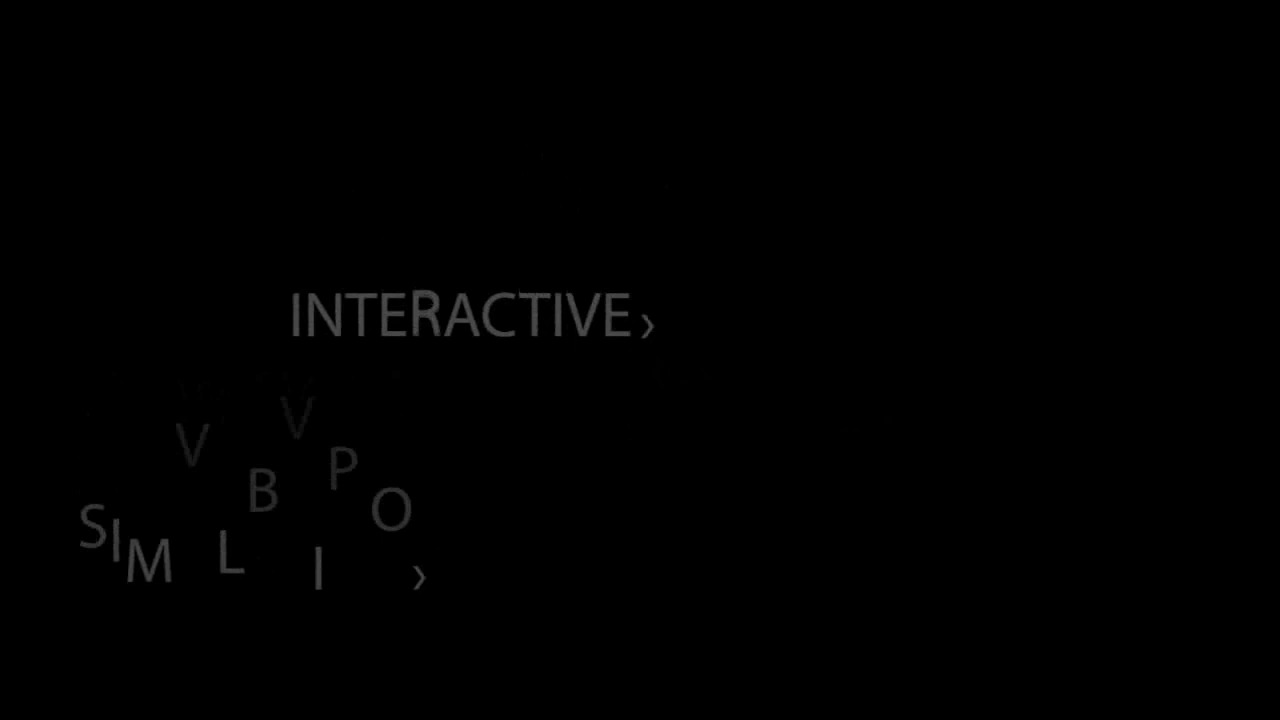 INTERACTIVE ›
S I M V L B I V P O ›